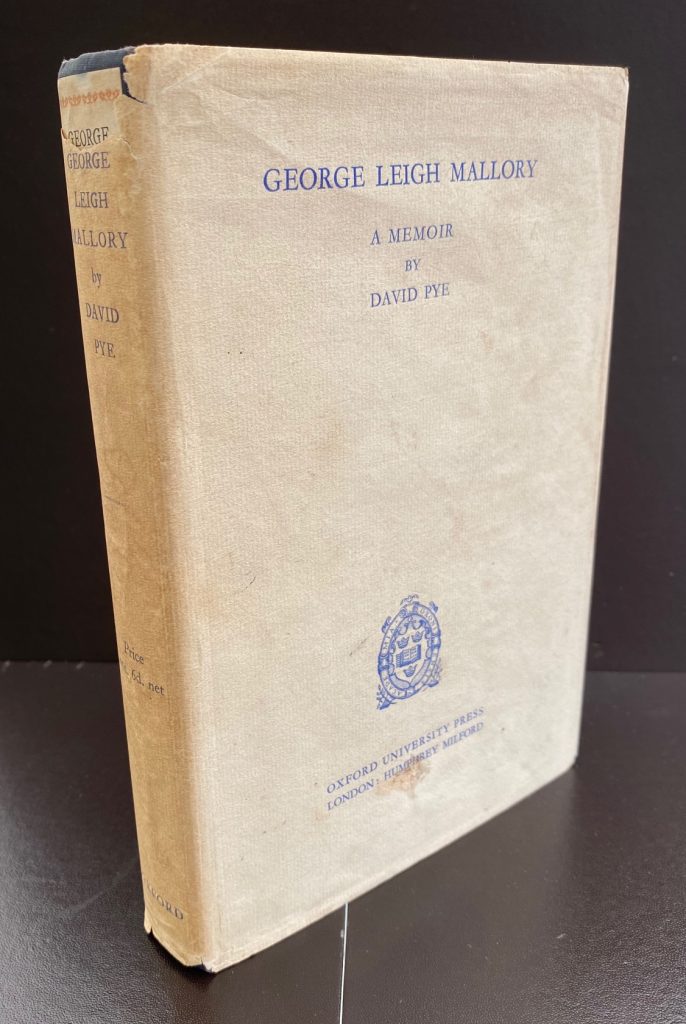 GEORGE
GEORGE
LEIGH
MALLORY
by
DAVID
PYE
Price
6d. net
GEORGE LEIGH MALLORY
A MEMOIR
BY
DAVID PYE
OXFORD UNIVERSITY PRESS
LONDON: HUMPHREY MILFORD